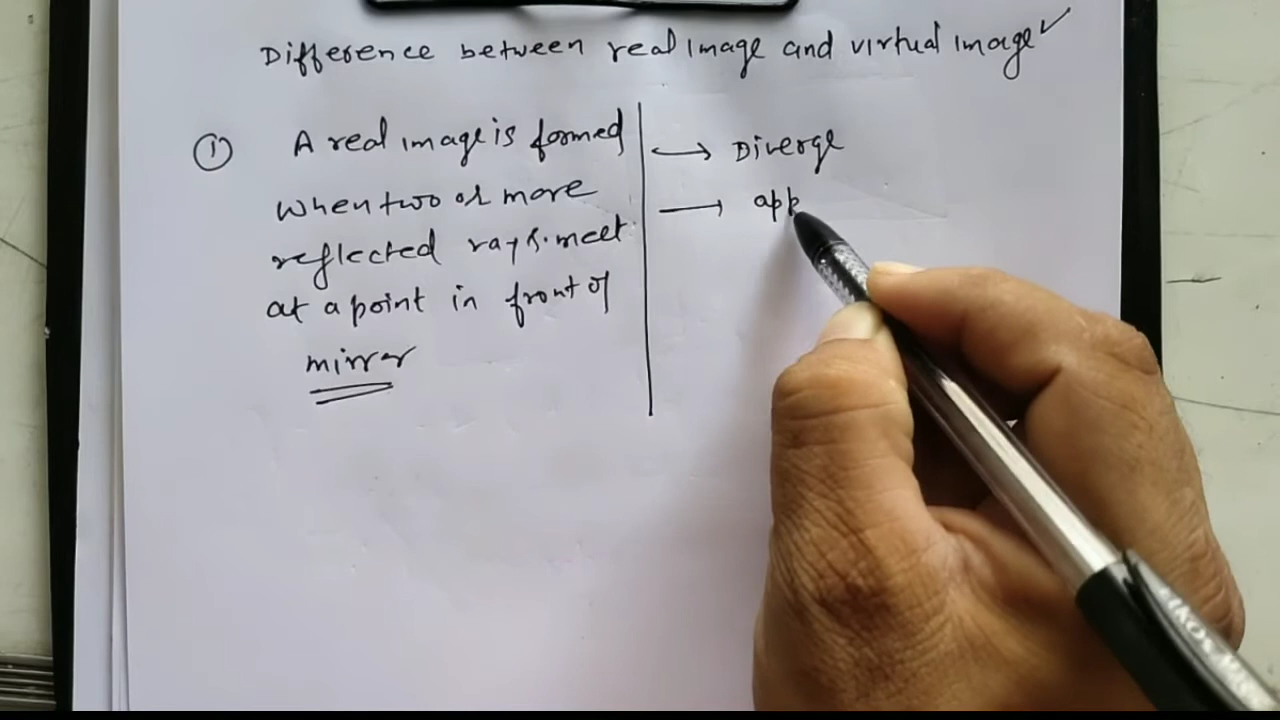 Difference between real image and virtual image
① A real image is formed
when two or more
reflected rays meet
at a point in front of
mirror
→ Diverge
→ app